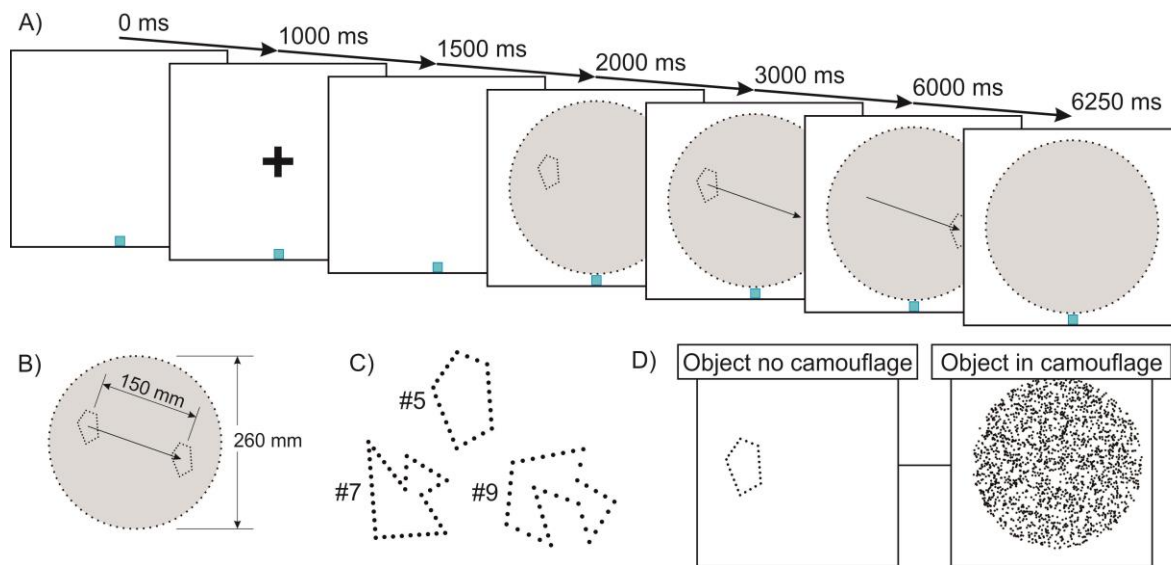 A)
0 ms
1000 ms
1500 ms
2000 ms
3000 ms
6000 ms
6250 ms
B)
150 mm
260 mm
C)
#5
#7
#9
D)
Object no camouflage
Object in camouflage